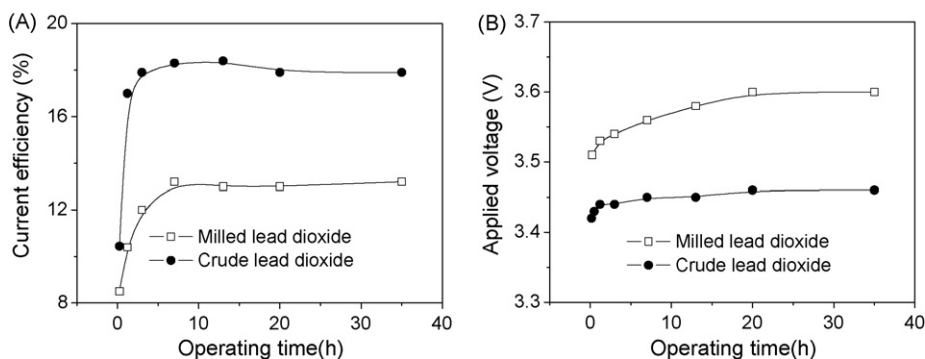 (A)
20
16
12
8
Current efficiency (%)
Milled lead dioxide
Crude lead dioxide
0 10 20 30 40
Operating time(h)
(B)
3.7
3.6
3.5
3.4
3.3
Applied voltage (V)
Milled lead dioxide
Crude lead dioxide
0 10 20 30 40
Operating time(h)